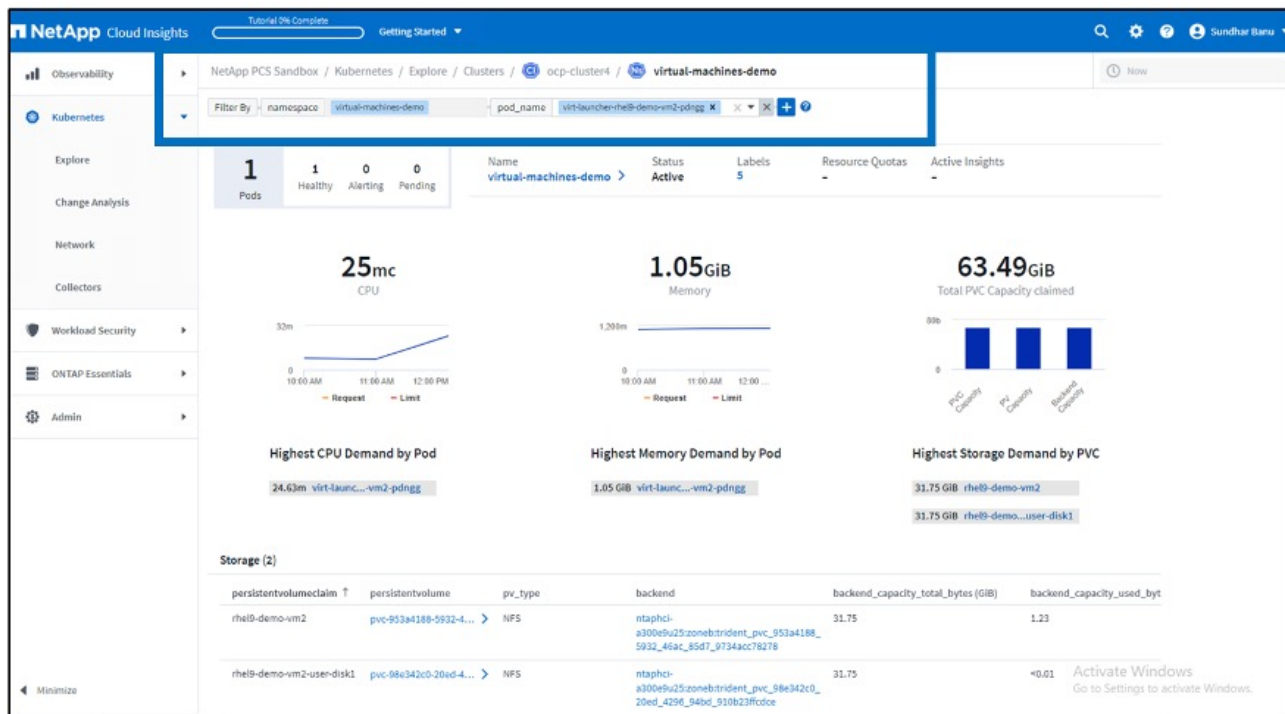 NetApp Cloud Insights
Tutorial 0% Complete
Getting Started
Sundhar Banu
Observability
Kubernetes
Explore
Change Analysis
Network
Collectors
Workload Security
ONTAP Essentials
Admin
Minimize
NetApp PCS Sandbox / Kubernetes / Explore / Clusters / CI ocp-cluster4 / Ns virtual-machines-demo
Now
Filter By namespace virtual-machines-demo pod_name virt-launcher-rhel9-demo-vm2-pdngg X X X + ?
1
Pods
1 0 0
Healthy Alerting Pending
Name Status Labels Resource Quotas Active Insights
virtual-machines-demo > Active 5 - -
25mc
CPU
32m
0
10:00 AM 11:00 AM 12:00 PM
Request Limit
1.05GiB
Memory
1,200m
0
10:00 AM 11:00 AM 12:00 ...
Request Limit
63.49GiB
Total PVC Capacity claimed
80b
0
PVC Capacity
PV Capacity
Backend Capacity
Highest CPU Demand by Pod
24.63m virt-launc...-vm2-pdngg
Highest Memory Demand by Pod
1.05 GiB virt-launc...-vm2-pdngg
Highest Storage Demand by PVC
31.75 GiB rhel9-demo-vm2
31.75 GiB rhel9-demo...user-disk1
Storage (2)
persistentvolumeclaim ↑ persistentvolume pv_type backend backend_capacity_total_bytes (GiB) backend_capacity_used_byt
rhel9-demo-vm2 pvc-953a4188-5932-4... > NFS ntaphci- 31.75 1.23
a300e9u25:zoneb:trident_pvc_953a4188_
5932_46ac_85d7_9734acc78278
rhel9-demo-vm2-user-disk1 pvc-98e342c0-20ed-4... > NFS ntaphci- 31.75 <0.01
a300e9u25:zoneb:trident_pvc_98e342c0_
20ed_4296_94bd_910b23ffcdce
Activate Windows
Go to Settings to activate Windows.